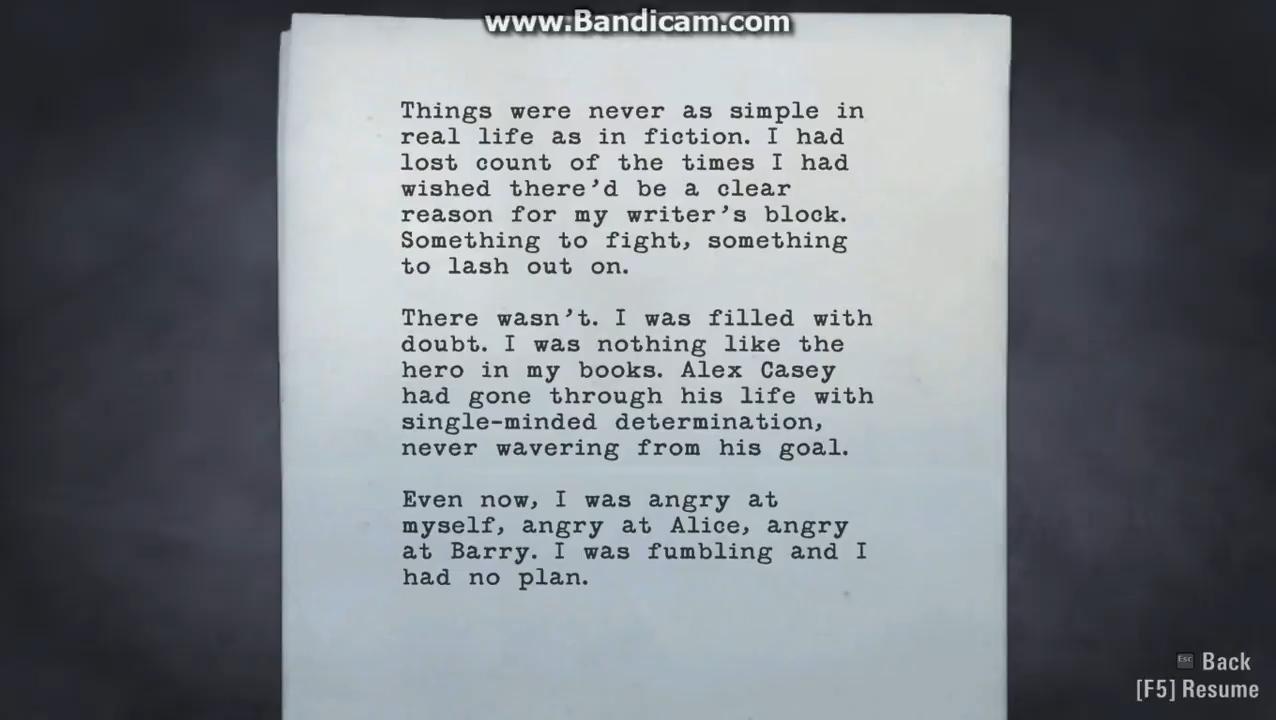 www.Bandicam.com
Things were never as simple in
real life as in fiction. I had
lost count of the times I had
wished there'd be a clear
reason for my writer's block.
Something to fight, something
to lash out on.
There wasn't. I was filled with
doubt. I was nothing like the
hero in my books. Alex Casey
had gone through his life with
single-minded determination,
never wavering from his goal.
Even now, I was angry at
myself, angry at Alice, angry
at Barry. I was fumbling and I
had no plan.
Esc Back
[F5] Resume